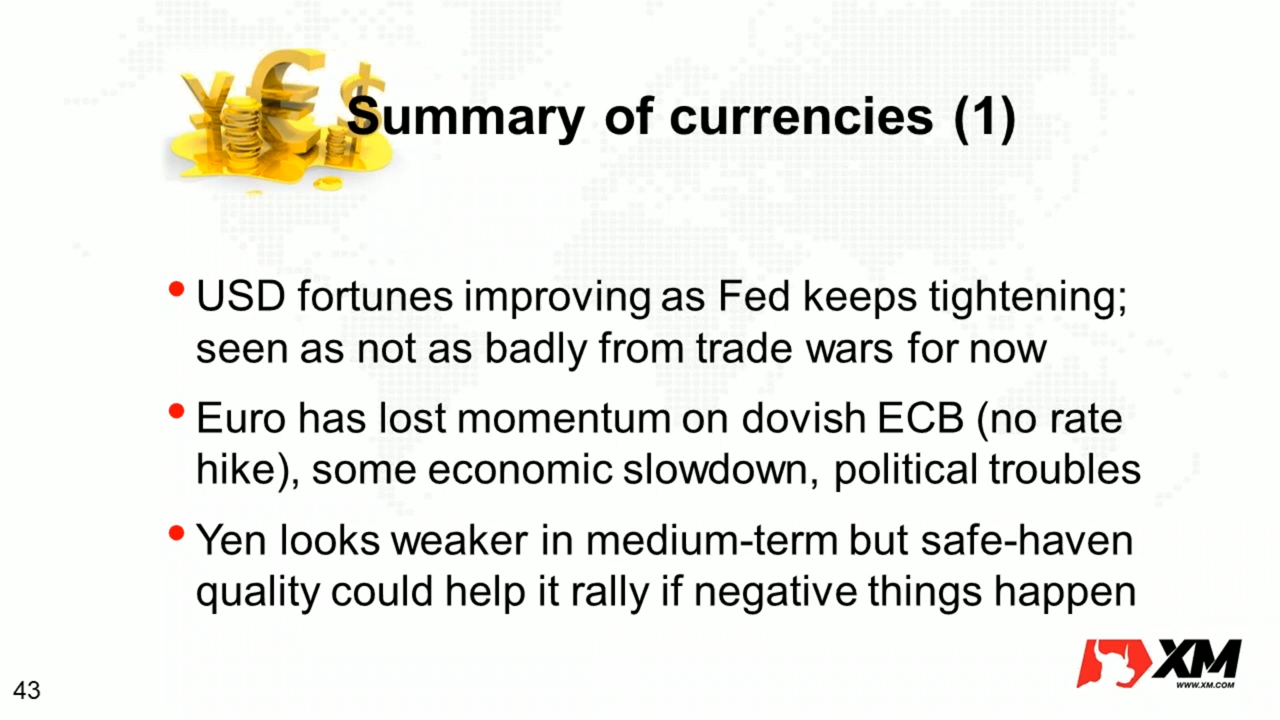 Summary of currencies (1)
USD fortunes improving as Fed keeps tightening;
seen as not as badly from trade wars for now
Euro has lost momentum on dovish ECB (no rate
hike), some economic slowdown, political troubles
Yen looks weaker in medium-term but safe-haven
quality could help it rally if negative things happen
XM
WWW.XM.COM
43